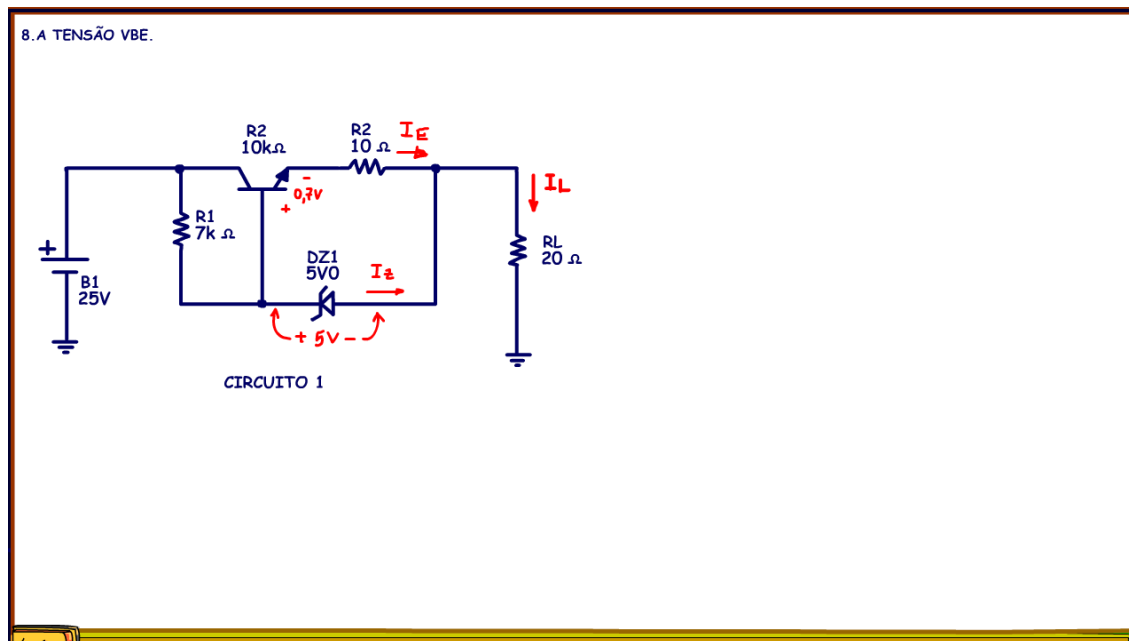 8.A TENSÃO VBE.
R2
10kΩ
R2
10 Ω
IE
-
0,7V
+
IL
R1
7k Ω
RL
20 Ω
+
B1
25V
DZ1
5V0
Iz
+ 5V -
CIRCUITO 1